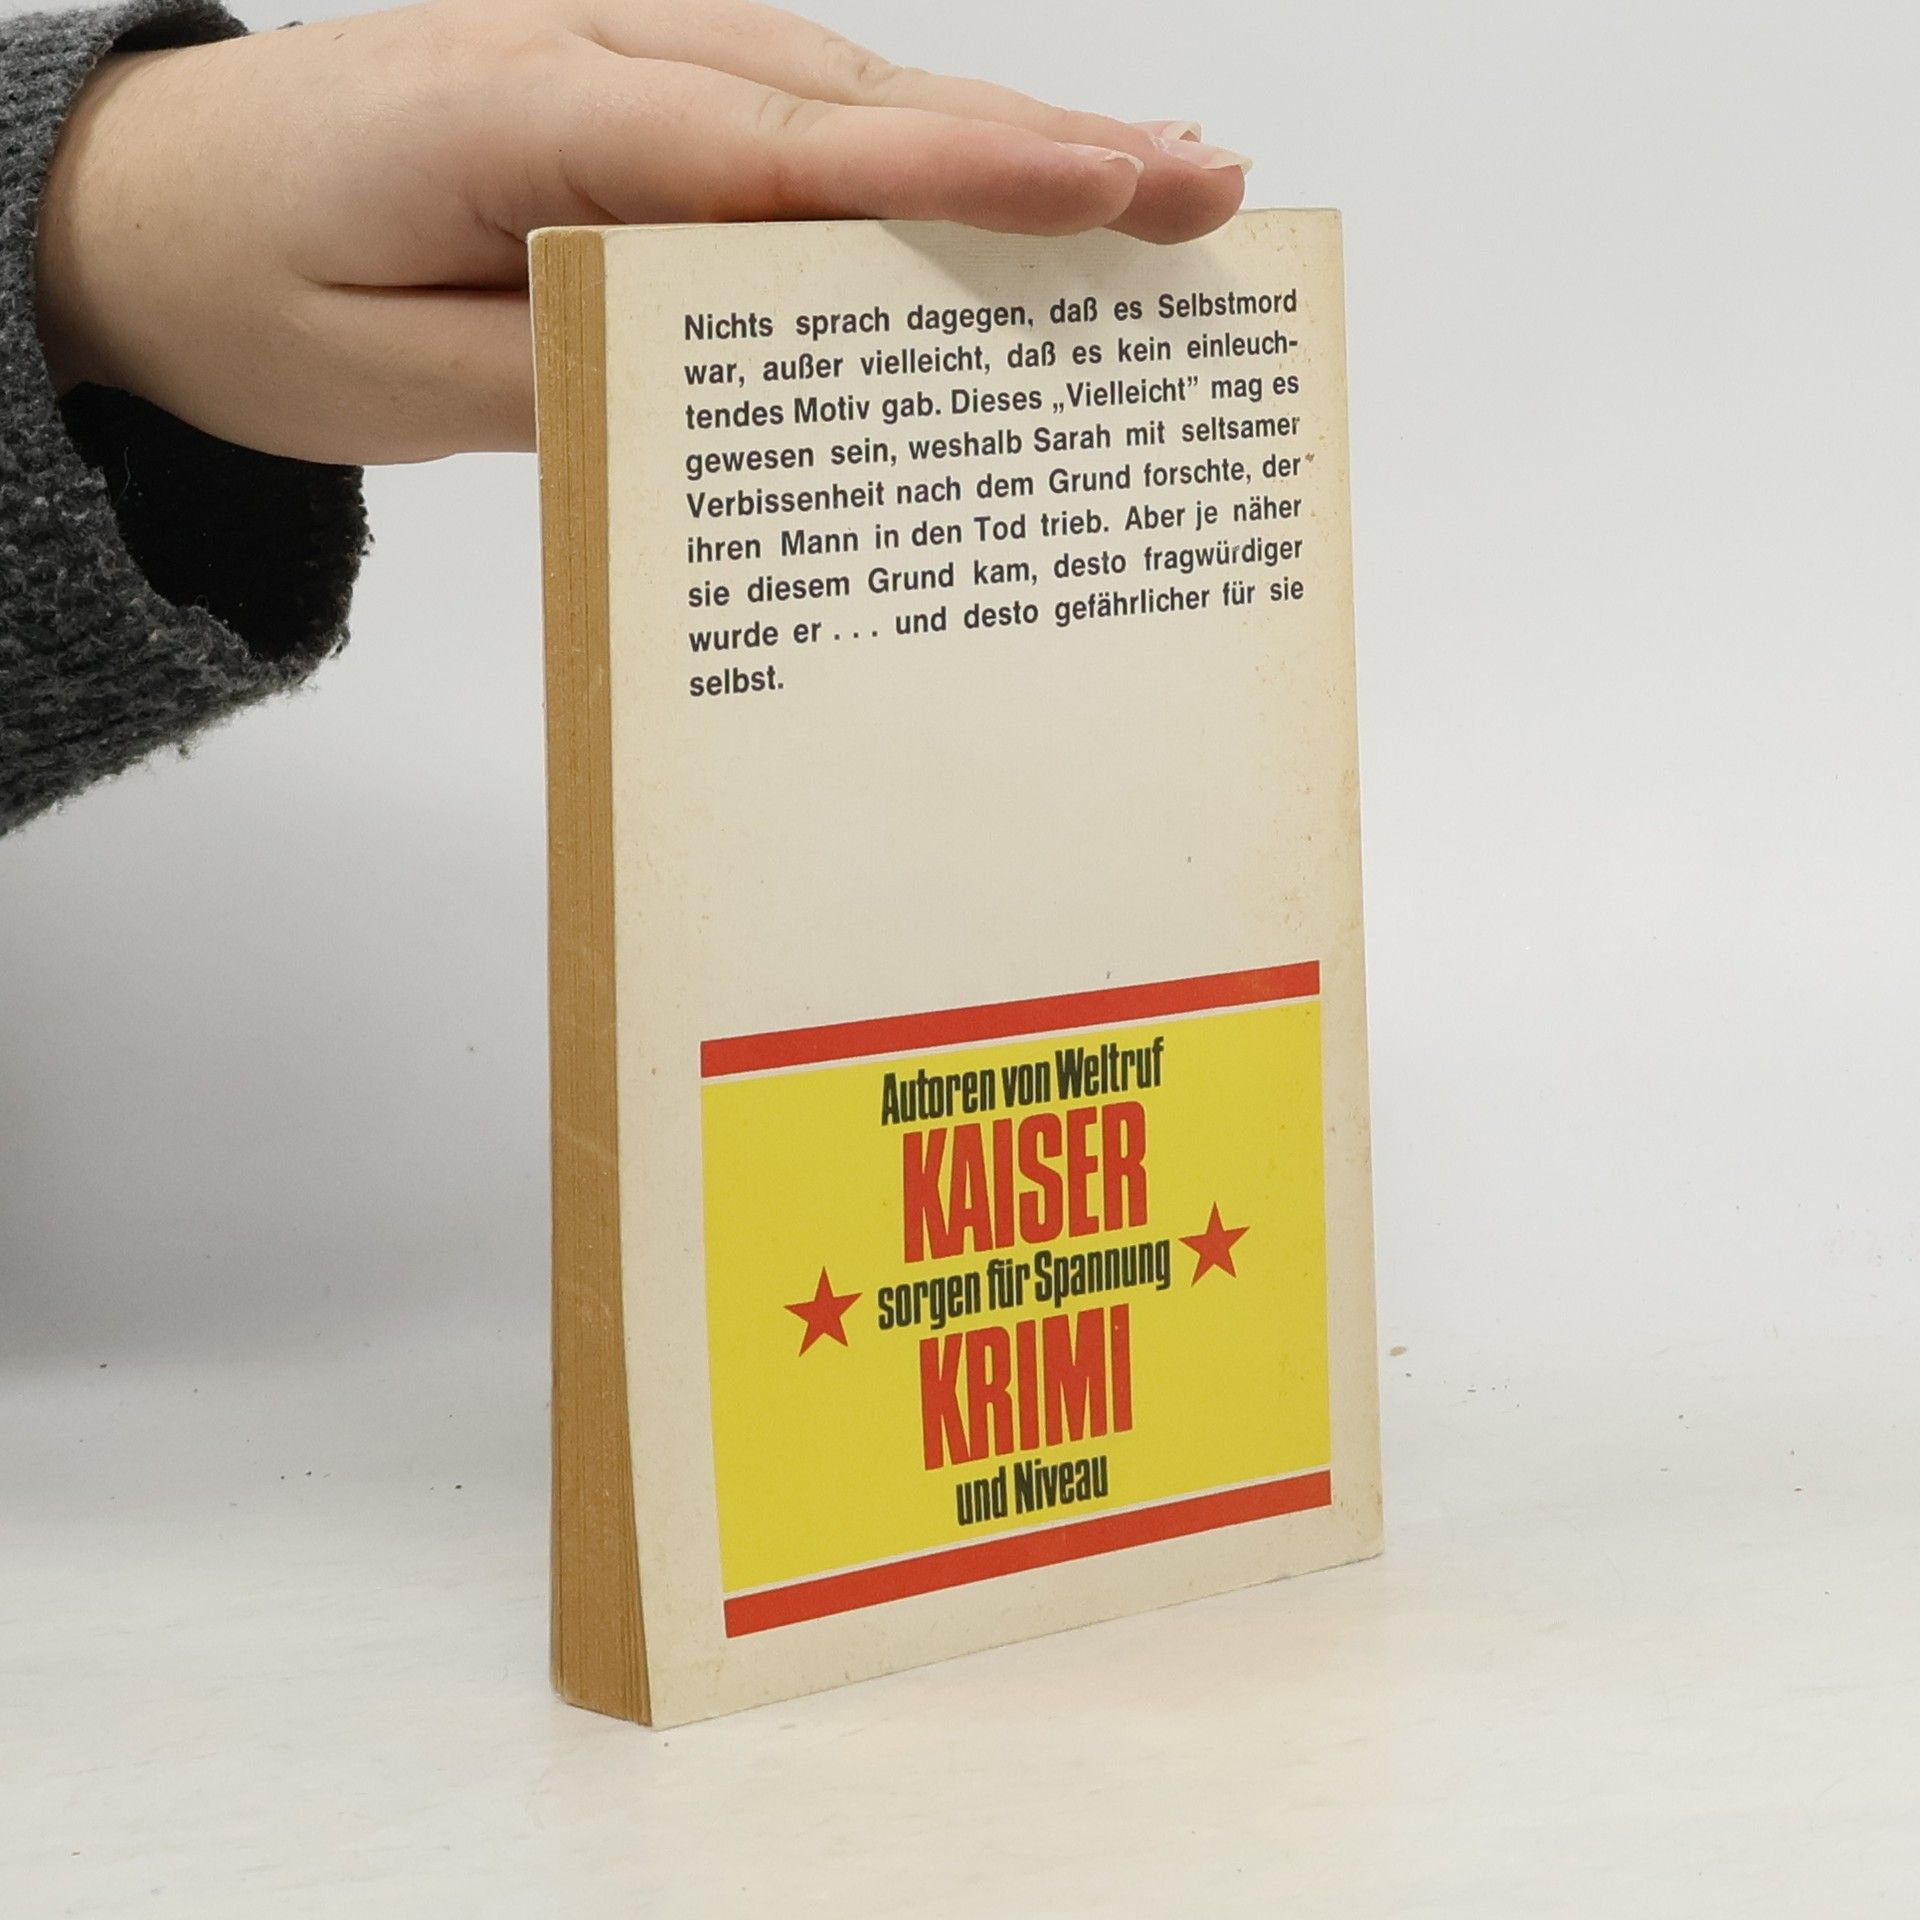 Nichts sprach dagegen, daß es Selbstmord
war, außer vielleicht, daß es kein einleuch-
tendes Motiv gab. Dieses „Vielleicht” mag es
gewesen sein, weshalb Sarah mit seltsamer
Verbissenheit nach dem Grund forschte, der
ihren Mann in den Tod trieb. Aber je näher
sie diesem Grund kam, desto fragwürdiger
wurde er . . . und desto gefährlicher für sie
selbst.
Autoren von Weltruf
KAISER
sorgen für Spannung
KRIMI
und Niveau